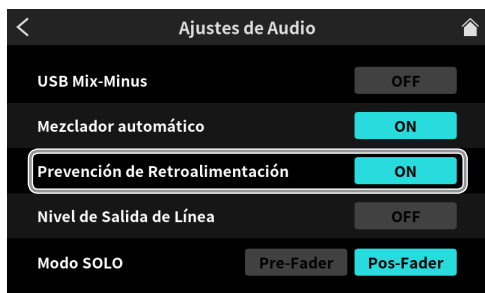 Ajustes de Audio
USB Mix-Minus OFF
Mezclador automático ON
Prevención de Retroalimentación ON
Nivel de Salida de Línea OFF
Modo SOLO Pre-Fader Pos-Fader